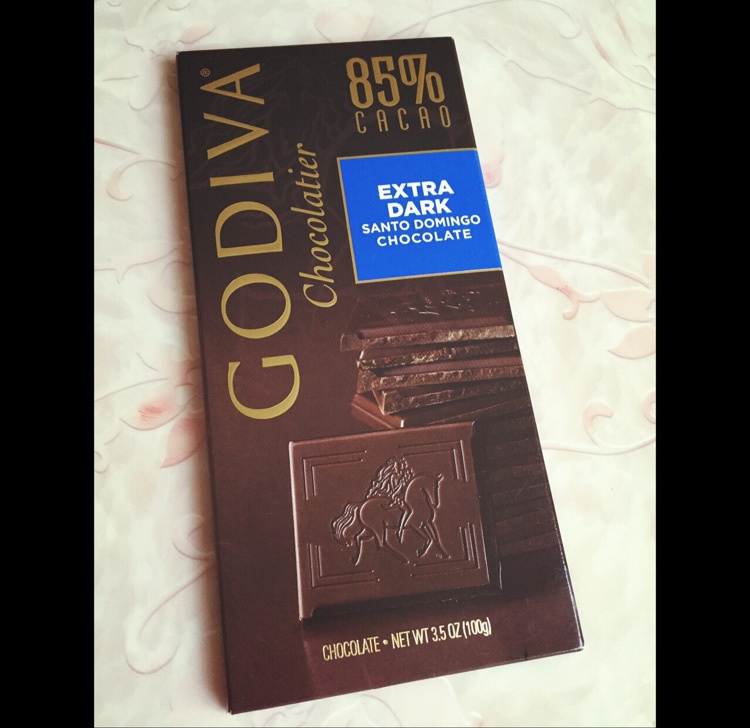 GODIVA®
Chocolatier
85%
CACAO
EXTRA
DARK
SANTO DOMINGO
CHOCOLATE
CHOCOLATE • NET WT 3.5 OZ (100g)